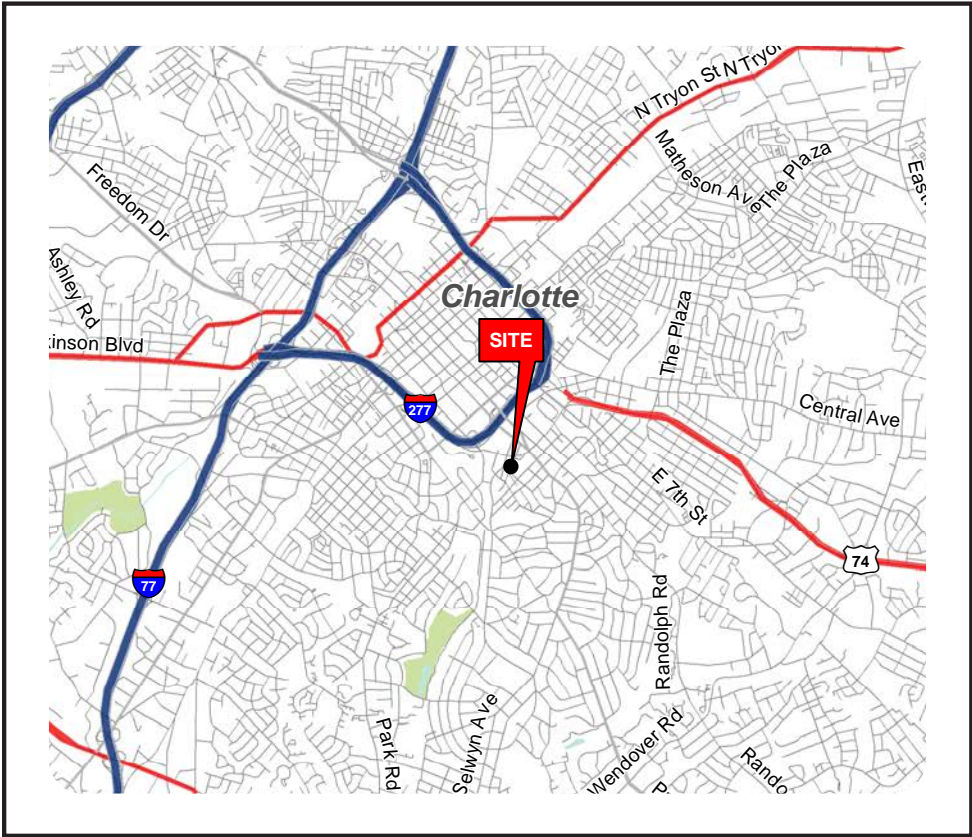 N Tryon St
N Tryon
Matheson Ave
The Plaza
East
Freedom Dr
Ashley Rd
Charlotte
SITE
The Plaza
kinson Blvd
277
Central Ave
E 7th St
74
77
Randolph Rd
Park Rd
Selwyn Ave
Wendover Rd
Rando